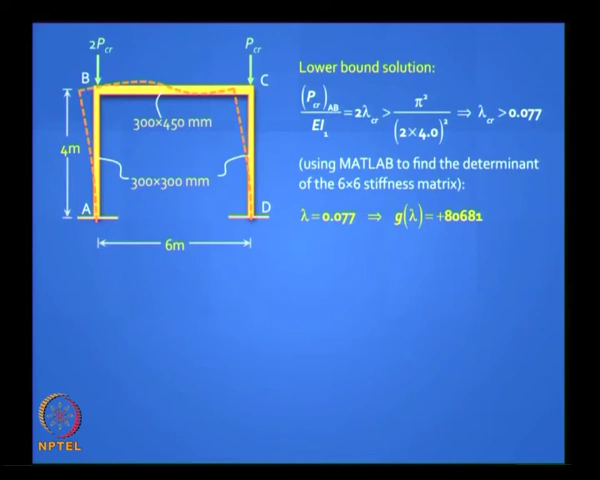 2P_cr
P_cr
B
C
300×450 mm
4m
300×300 mm
A
D
6m
Lower bound solution:
(P_cr)_AB / EI_1 = 2λ_cr > π² / (2×4.0)² ⇒ λ_cr > 0.077
(using MATLAB to find the determinant
of the 6×6 stiffness matrix):
λ = 0.077 ⇒ g(λ) = +80681
NPTEL